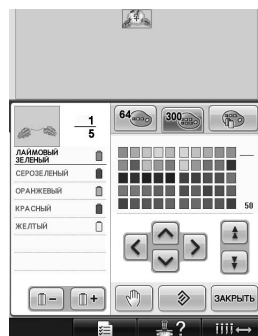 1
5
64
300
ЛАЙМОВЫЙ
ЗЕЛЕНЫЙ
СЕРОЗЕЛЕНЫЙ
ОРАНЖЕВЫЙ
КРАСНЫЙ
ЖЕЛТЫЙ
50
ЗАКРЫТЬ
?